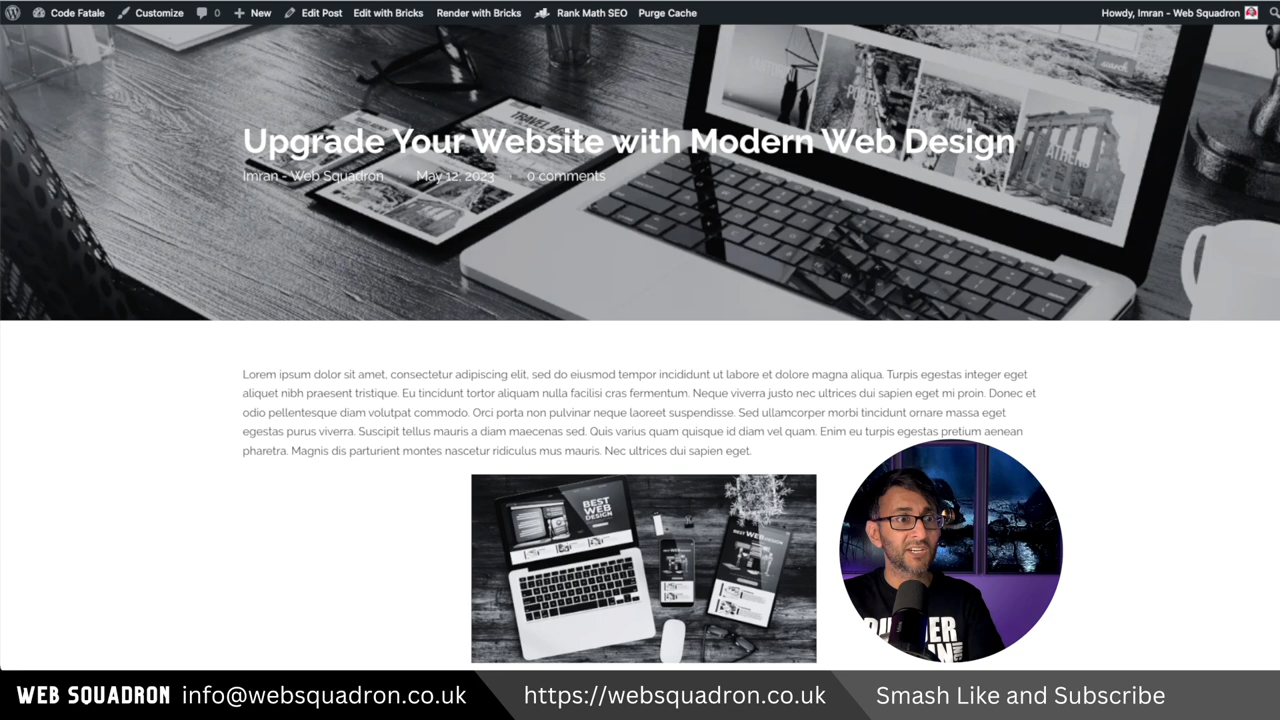 Code Fatale Customize 0 New Edit Post Edit with Bricks Render with Bricks Rank Math SEO Purge Cache Howdy, Imran - Web Squadron
search
PORTO
ROME
ATHENS
TRAVEL
Upgrade Your Website with Modern Web Design
Imran - Web Squadron · May 12, 2023 · 0 comments
Lorem ipsum dolor sit amet, consectetur adipiscing elit, sed do eiusmod tempor incididunt ut labore et dolore magna aliqua. Turpis egestas integer eget
aliquet nibh praesent tristique. Eu tincidunt tortor aliquam nulla facilisi cras fermentum. Neque viverra justo nec ultrices dui sapien eget mi proin. Donec et
odio pellentesque diam volutpat commodo. Orci porta non pulvinar neque laoreet suspendisse. Sed ullamcorper morbi tincidunt ornare massa eget
egestas purus viverra. Suscipit tellus mauris a diam maecenas sed. Quis varius quam quisque id diam vel quam. Enim eu turpis egestas pretium aenean
pharetra. Magnis dis parturient montes nascetur ridiculus mus mauris. Nec ultrices dui sapien eget.
BEST
WEB
DESIGN
BEST WEB DESIGN
WEB SQUADRON info@websquadron.co.uk https://websquadron.co.uk Smash Like and Subscribe